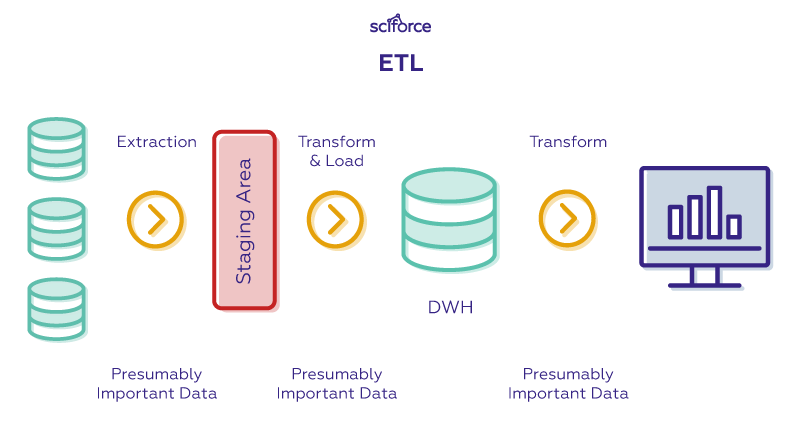 sciforce
ETL
Extraction
Staging Area
Transform
& Load
Transform
DWH
Presumably
Important Data
Presumably
Important Data
Presumably
Important Data